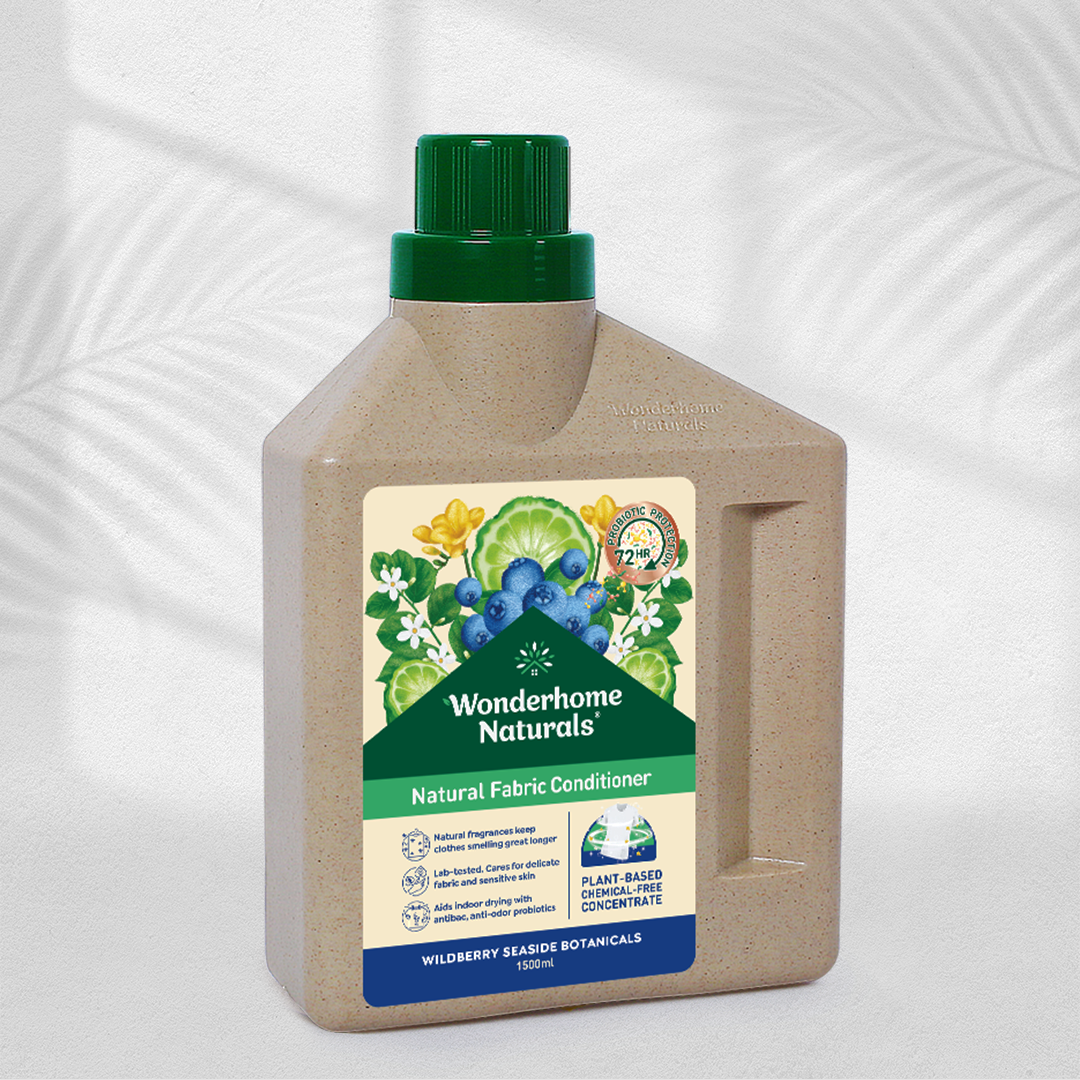 Wonderhome
Naturals
PROBIOTIC PROTECTION
72HR
Wonderhome
Naturals®
Natural Fabric Conditioner
Natural fragrances keep
clothes smelling great longer
Lab-tested. Cares for delicate
fabric and sensitive skin
Aids indoor drying with
antibac, anti-odor probiotics
PLANT-BASED
CHEMICAL-FREE
CONCENTRATE
WILDBERRY SEASIDE BOTANICALS
1500ml